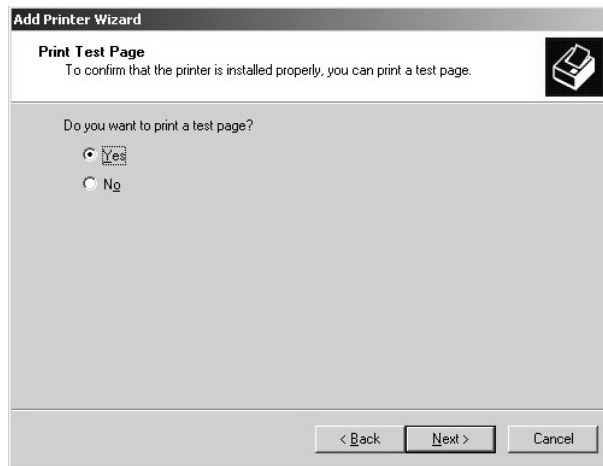 Add Printer Wizard
Print Test Page
To confirm that the printer is installed properly, you can print a test page.
Do you want to print a test page?
Yes
No
< Back
Next >
Cancel